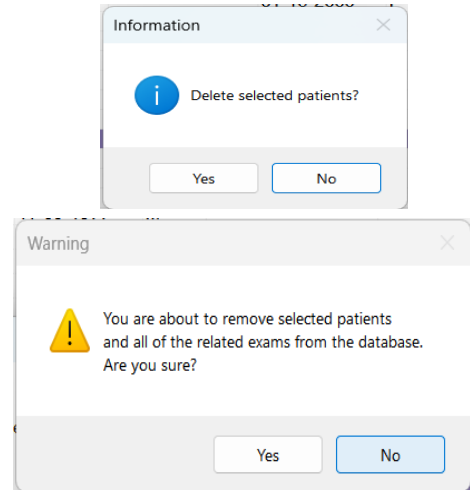 Information
Delete selected patients?
Yes No
Warning
You are about to remove selected patients
and all of the related exams from the database.
Are you sure?
Yes No